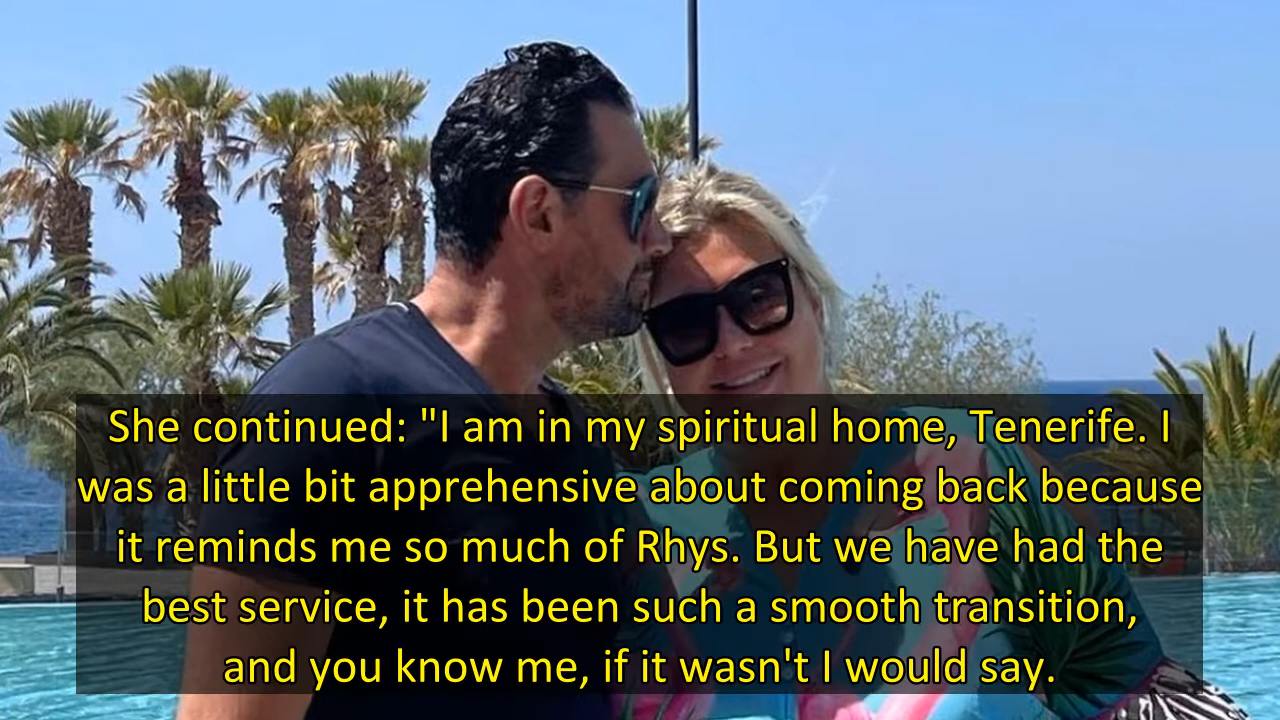 She continued: "I am in my spiritual home, Tenerife. I
was a little bit apprehensive about coming back because
it reminds me so much of Rhys. But we have had the
best service, it has been such a smooth transition,
and you know me, if it wasn't I would say.